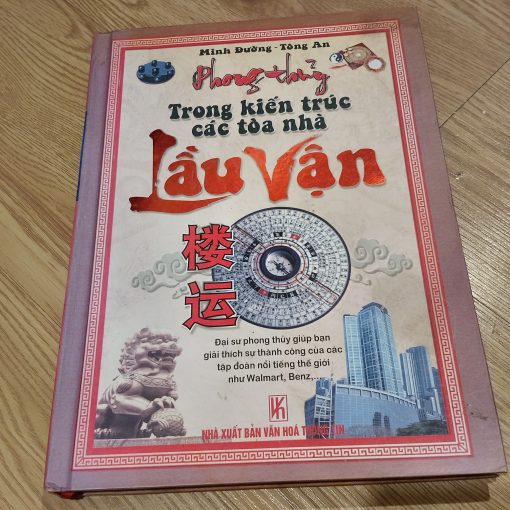 Minh Đường - Tông An
Phong thủy
Trong kiến trúc
các tòa nhà
Lầu Vận
楼
运
Đại sư phong thủy giúp bạn
giải thích sự thành công của các
tập đoàn nổi tiếng thế giới
như Walmart, Benz,...
NHÀ XUẤT BẢN VĂN HOÁ THÔNG TIN